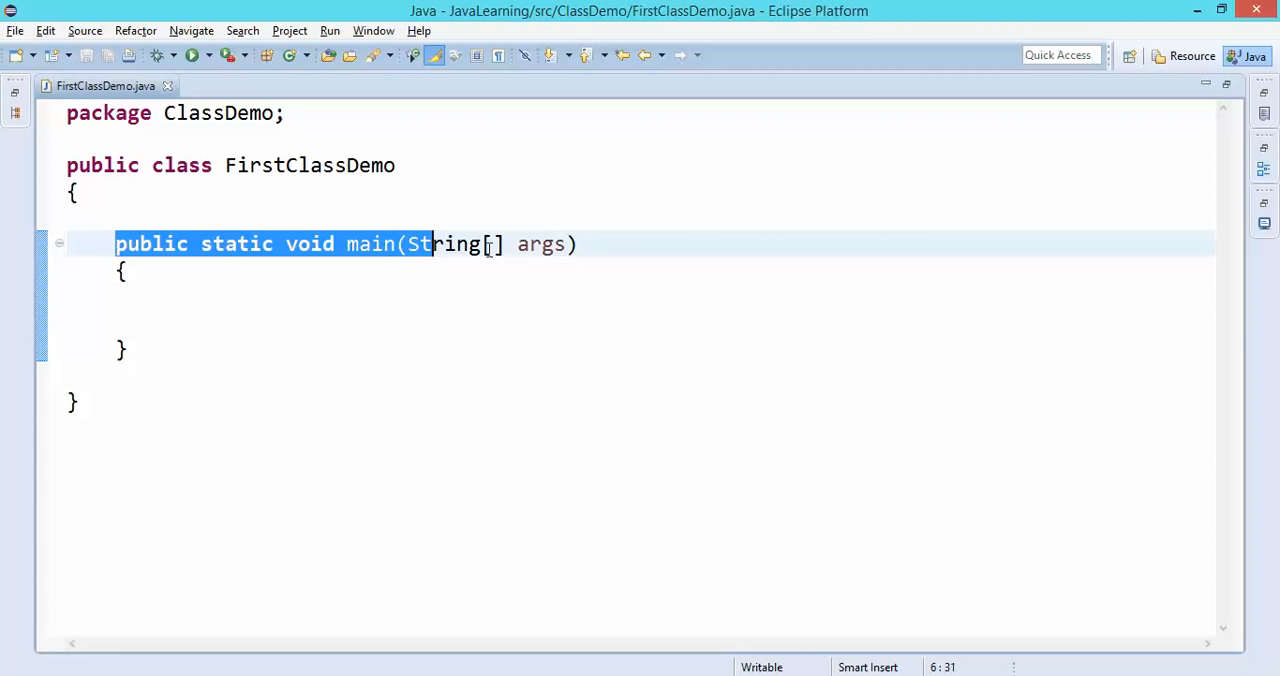 Java - JavaLearning/src/ClassDemo/FirstClassDemo.java - Eclipse Platform
File Edit Source Refactor Navigate Search Project Run Window Help
Quick Access Resource Java
FirstClassDemo.java
package ClassDemo;
public class FirstClassDemo
{
public static void main(String[] args)
{
}
}
Writable Smart Insert 6 : 31